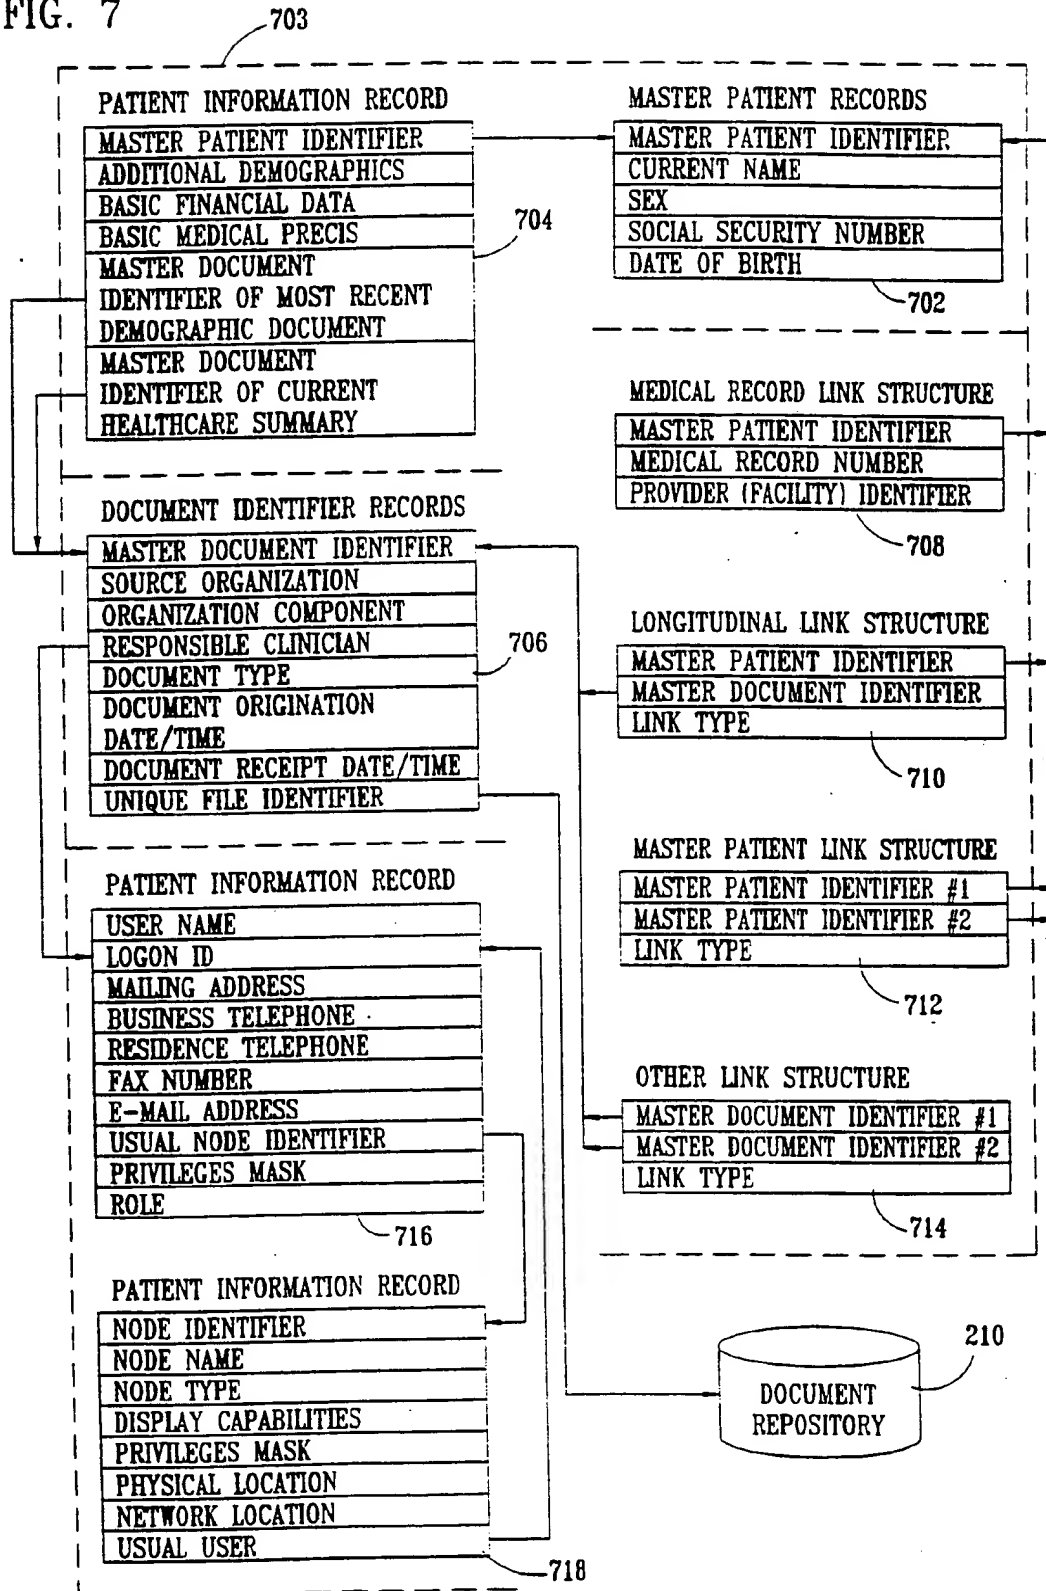 FIG. 7
703
PATIENT INFORMATION RECORD
MASTER PATIENT IDENTIFIER
ADDITIONAL DEMOGRAPHICS
BASIC FINANCIAL DATA
BASIC MEDICAL PRECIS
MASTER DOCUMENT
IDENTIFIER OF MOST RECENT
DEMOGRAPHIC DOCUMENT
MASTER DOCUMENT
IDENTIFIER OF CURRENT
HEALTHCARE SUMMARY
704
MASTER PATIENT RECORDS
MASTER PATIENT IDENTIFIER
CURRENT NAME
SEX
SOCIAL SECURITY NUMBER
DATE OF BIRTH
702
MEDICAL RECORD LINK STRUCTURE
MASTER PATIENT IDENTIFIER
MEDICAL RECORD NUMBER
PROVIDER (FACILITY) IDENTIFIER
708
DOCUMENT IDENTIFIER RECORDS
MASTER DOCUMENT IDENTIFIER
SOURCE ORGANIZATION
ORGANIZATION COMPONENT
RESPONSIBLE CLINICIAN
DOCUMENT TYPE
DOCUMENT ORIGINATION
DATE/TIME
DOCUMENT RECEIPT DATE/TIME
UNIQUE FILE IDENTIFIER
706
LONGITUDINAL LINK STRUCTURE
MASTER PATIENT IDENTIFIER
MASTER DOCUMENT IDENTIFIER
LINK TYPE
710
MASTER PATIENT LINK STRUCTURE
MASTER PATIENT IDENTIFIER #1
MASTER PATIENT IDENTIFIER #2
LINK TYPE
712
PATIENT INFORMATION RECORD
USER NAME
LOGON ID
MAILING ADDRESS
BUSINESS TELEPHONE
RESIDENCE TELEPHONE
FAX NUMBER
E-MAIL ADDRESS
USUAL NODE IDENTIFIER
PRIVILEGES MASK
ROLE
716
OTHER LINK STRUCTURE
MASTER DOCUMENT IDENTIFIER #1
MASTER DOCUMENT IDENTIFIER #2
LINK TYPE
714
PATIENT INFORMATION RECORD
NODE IDENTIFIER
NODE NAME
NODE TYPE
DISPLAY CAPABILITIES
PRIVILEGES MASK
PHYSICAL LOCATION
NETWORK LOCATION
USUAL USER
718
210
DOCUMENT
REPOSITORY